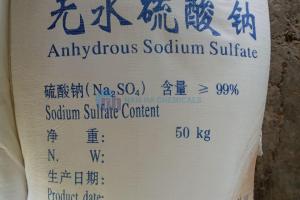 无水硫酸钠
Anhydrous Sodium Sulfate
硫酸钠(Na₂SO₄) 含量 ≥ 99%
Sodium Sulfate Content
净 重: 50 kg
N. W:
生产日期:
Product date: